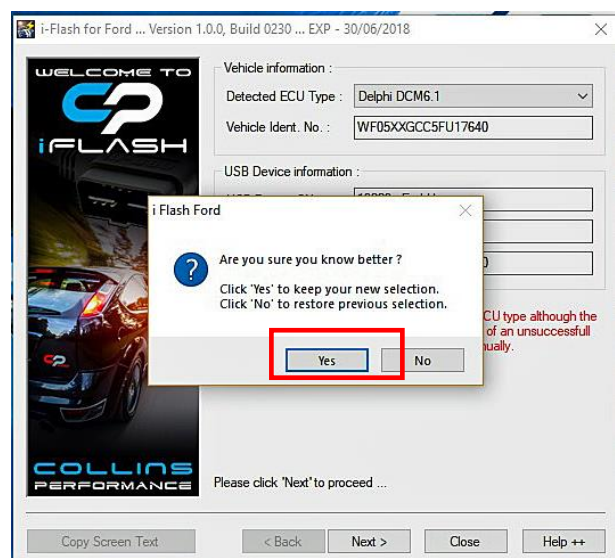 i-Flash for Ford ... Version 1.0.0, Build 0230 ... EXP - 30/06/2018
WELCOME TO
CP
iFLASH
Vehicle information :
Detected ECU Type : Delphi DCM6.1
Vehicle Ident. No. : WF05XXGCC5FU17640
USB Device information :
i Flash Ford
Are you sure you know better ?
Click 'Yes' to keep your new selection.
Click 'No' to restore previous selection.
Yes No
CU type although the
of an unsuccessfull
nually.
COLLINS
PERFORMANCE
Please click 'Next' to proceed ...
Copy Screen Text < Back Next > Close Help ++